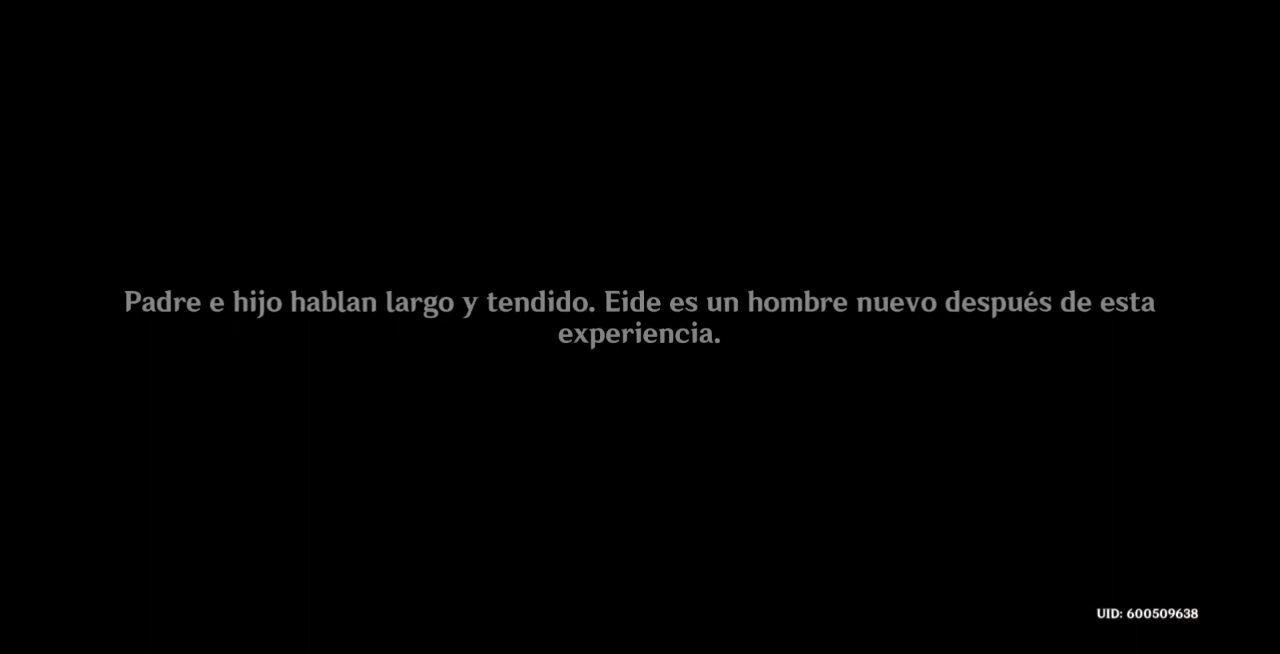 Padre e hijo hablan largo y tendido. Eide es un hombre nuevo después de esta
experiencia.
UID: 600509638